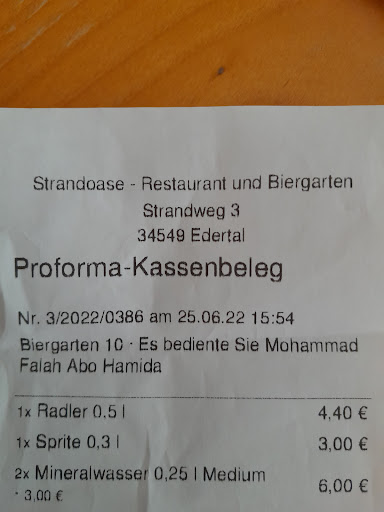 Strandoase - Restaurant und Biergarten
Strandweg 3
34549 Edertal
Proforma-Kassenbeleg
Nr. 3/2022/0386 am 25.06.22 15:54
Biergarten 10 · Es bediente Sie Mohammad
Falah Abo Hamida
1x Radler 0.5 l 4,40 €
1x Sprite 0,3 l 3,00 €
2x Mineralwasser 0,25 l Medium 6,00 €
· 3,00 €